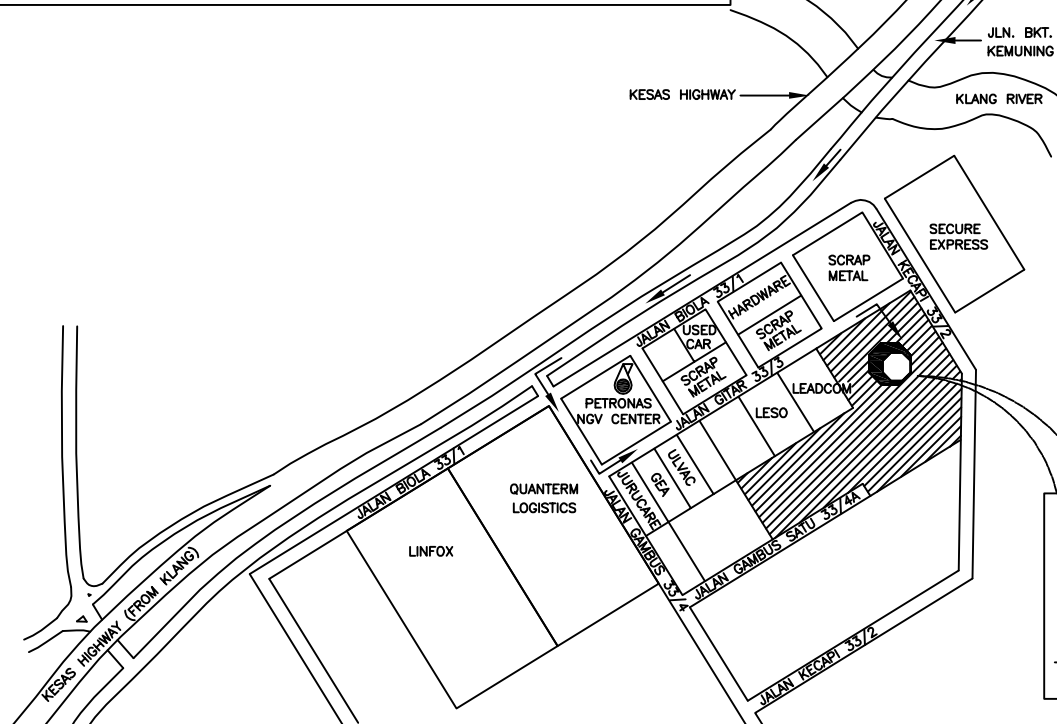 JLN. BKT.
KEMUNING
KESAS HIGHWAY
KLANG RIVER
SECURE
EXPRESS
JALAN KECAPI 33/2
SCRAP
METAL
JALAN BIOLA 33/1
HARDWARE
SCRAP
METAL
USED
CAR
SCRAP
METAL
JALAN GITAR 33/3
PETRONAS
NGV CENTER
LEADCOM
LESO
ULVAC
GEA
JURUCARE
JALAN GAMBUS 33/4
JALAN GAMBUS SATU 33/4A
JALAN BIOLA 33/1
QUANTERM
LOGISTICS
LINFOX
KESAS HIGHWAY (FROM KLANG)
JALAN KECAPI 33/2